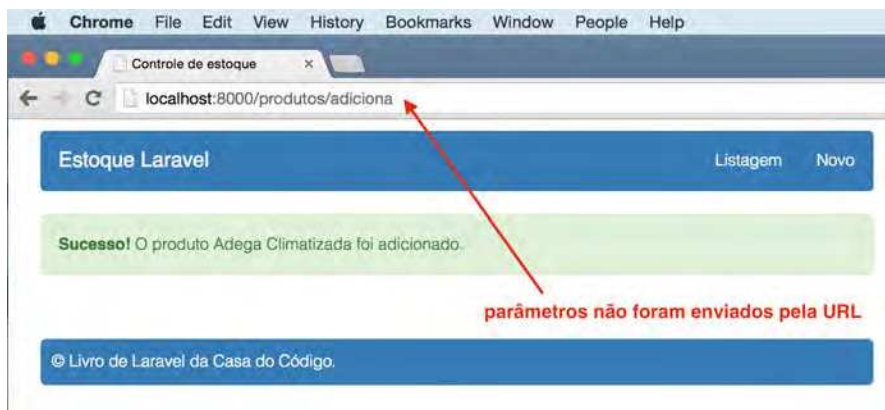 Chrome File Edit View History Bookmarks Window People Help
Controle de estoque ×
localhost:8000/produtos/adiciona
Estoque Laravel Listagem Novo
Sucesso! O produto Adega Climatizada foi adicionado.
parâmetros não foram enviados pela URL
© Livro de Laravel da Casa do Código.